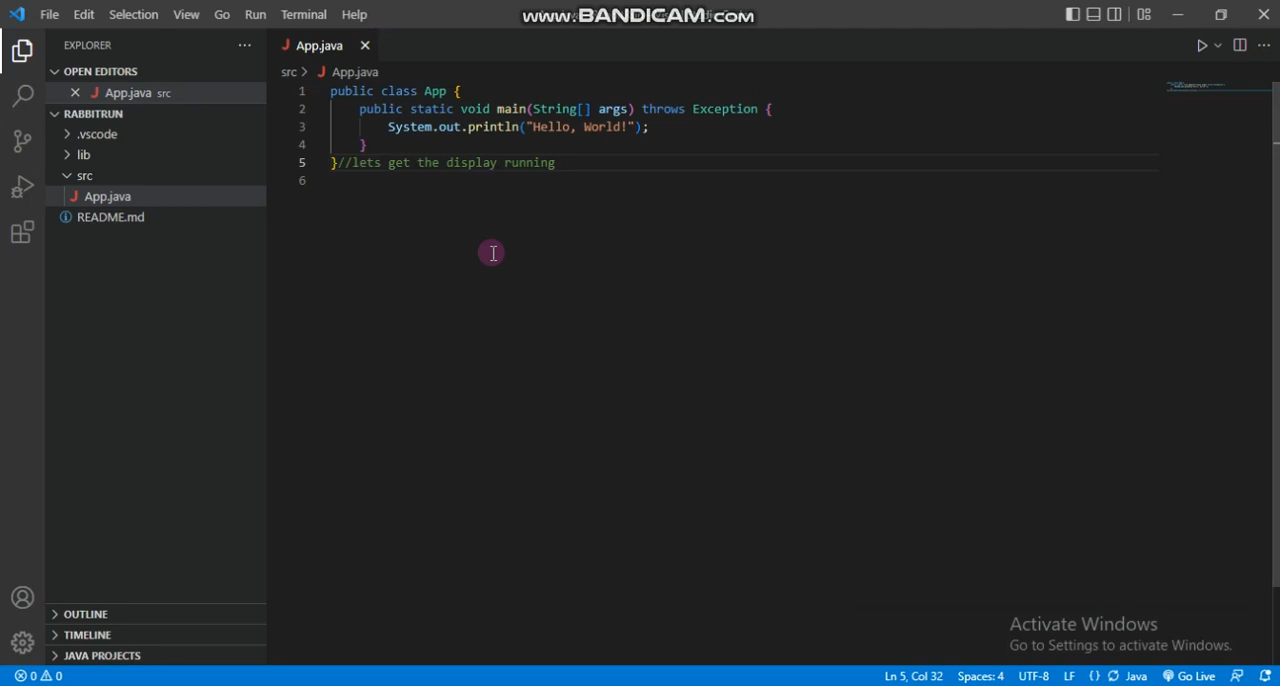 File Edit Selection View Go Run Terminal Help
www.BANDICAM.com
EXPLORER
OPEN EDITORS
App.java src
RABBITRUN
.vscode
lib
src
App.java
README.md
OUTLINE
TIMELINE
JAVA PROJECTS
App.java
src > App.java
1 public class App {
2 public static void main(String[] args) throws Exception {
3 System.out.println("Hello, World!");
4 }
5 }//lets get the display running
6
Activate Windows
Go to Settings to activate Windows.
0 0 Ln 5, Col 32 Spaces: 4 UTF-8 LF {} Java Go Live